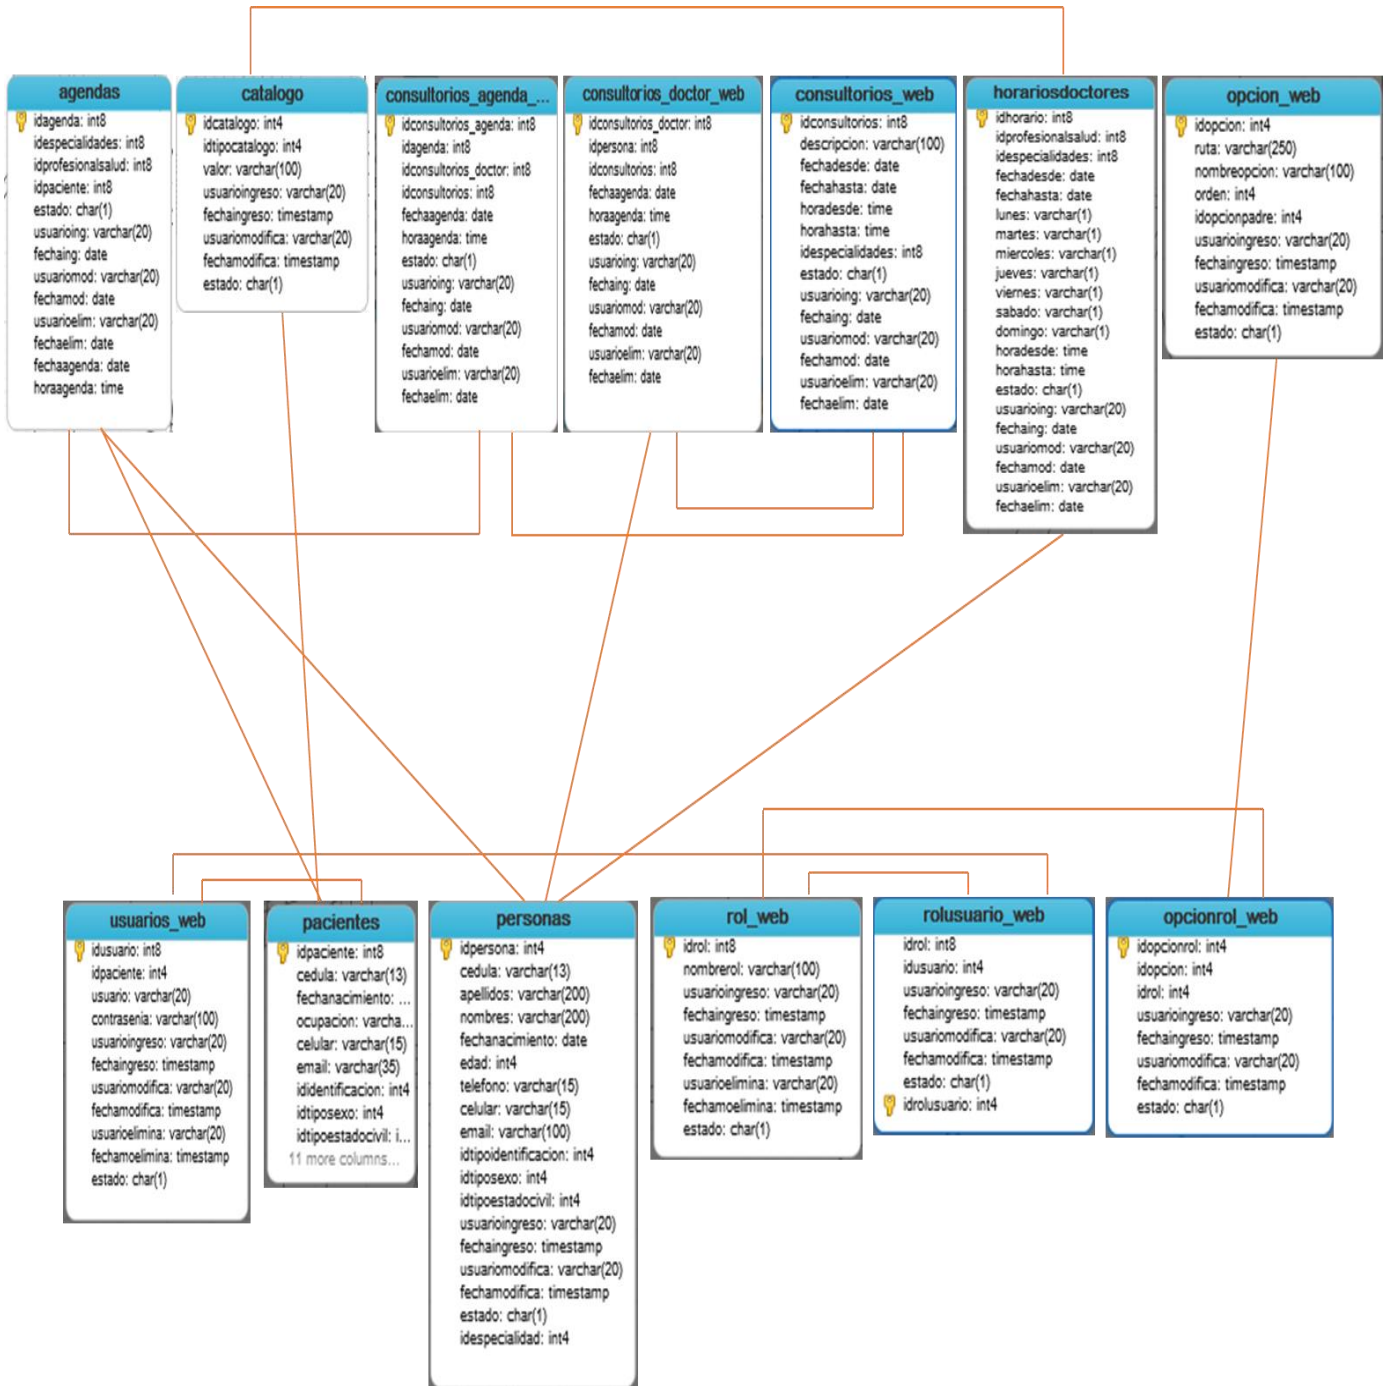 agendas
idagenda: int8
idespecialidades: int8
idprofesionalsalud: int8
idpaciente: int8
estado: char(1)
usuarioing: varchar(20)
fechaing: date
usuariomod: varchar(20)
fechamod: date
usuarioelim: varchar(20)
fechaelim: date
fechaagenda: date
horaagenda: time
catalogo
idcatalogo: int4
idtipocatalogo: int4
valor: varchar(100)
usuarioingreso: varchar(20)
fechaingreso: timestamp
usuariomodifica: varchar(20)
fechamodifica: timestamp
estado: char(1)
consultorios_agenda_...
idconsultorios_agenda: int8
idagenda: int8
idconsultorios_doctor: int8
idconsultorios: int8
fechaagenda: date
horaagenda: time
estado: char(1)
usuarioing: varchar(20)
fechaing: date
usuariomod: varchar(20)
fechamod: date
usuarioelim: varchar(20)
fechaelim: date
consultorios_doctor_web
idconsultorios_doctor: int8
idpersona: int8
idconsultorios: int8
fechaagenda: date
horaagenda: time
estado: char(1)
usuarioing: varchar(20)
fechaing: date
usuariomod: varchar(20)
fechamod: date
usuarioelim: varchar(20)
fechaelim: date
consultorios_web
idconsultorios: int8
descripcion: varchar(100)
fechadesde: date
fechahasta: date
horadesde: time
horahasta: time
idespecialidades: int8
estado: char(1)
usuarioing: varchar(20)
fechaing: date
usuariomod: varchar(20)
fechamod: date
usuarioelim: varchar(20)
fechaelim: date
horariosdoctores
idhorario: int8
idprofesionalsalud: int8
idespecialidades: int8
fechadesde: date
fechahasta: date
lunes: varchar(1)
martes: varchar(1)
miercoles: varchar(1)
jueves: varchar(1)
viernes: varchar(1)
sabado: varchar(1)
domingo: varchar(1)
horadesde: time
horahasta: time
estado: char(1)
usuarioing: varchar(20)
fechaing: date
usuariomod: varchar(20)
fechamod: date
usuarioelim: varchar(20)
fechaelim: date
opcion_web
idopcion: int4
ruta: varchar(250)
nombreopcion: varchar(100)
orden: int4
idopcionpadre: int4
usuarioingreso: varchar(20)
fechaingreso: timestamp
usuariomodifica: varchar(20)
fechamodifica: timestamp
estado: char(1)
usuarios_web
idusuario: int8
idpaciente: int4
usuario: varchar(20)
contrasenia: varchar(100)
usuarioingreso: varchar(20)
fechaingreso: timestamp
usuariomodifica: varchar(20)
fechamodifica: timestamp
usuarioelimina: varchar(20)
fechamoelimina: timestamp
estado: char(1)
pacientes
idpaciente: int8
cedula: varchar(13)
fechanacimiento: ...
ocupacion: varcha...
celular: varchar(15)
email: varchar(35)
ididentificacion: int4
idtiposexo: int4
idtipoestadocivil: i...
11 more columns...
personas
idpersona: int4
cedula: varchar(13)
apellidos: varchar(200)
nombres: varchar(200)
fechanacimiento: date
edad: int4
telefono: varchar(15)
celular: varchar(15)
email: varchar(100)
idtipoidentificacion: int4
idtiposexo: int4
idtipoestadocivil: int4
usuarioingreso: varchar(20)
fechaingreso: timestamp
usuariomodifica: varchar(20)
fechamodifica: timestamp
estado: char(1)
idespecialidad: int4
rol_web
idrol: int8
nombrerol: varchar(100)
usuarioingreso: varchar(20)
fechaingreso: timestamp
usuariomodifica: varchar(20)
fechamodifica: timestamp
usuarioelimina: varchar(20)
fechamoelimina: timestamp
estado: char(1)
rolusuario_web
idrol: int8
idusuario: int4
usuarioingreso: varchar(20)
fechaingreso: timestamp
usuariomodifica: varchar(20)
fechamodifica: timestamp
estado: char(1)
idrolusuario: int4
opcionrol_web
idopcionrol: int4
idopcion: int4
idrol: int4
usuarioingreso: varchar(20)
fechaingreso: timestamp
usuariomodifica: varchar(20)
fechamodifica: timestamp
estado: char(1)